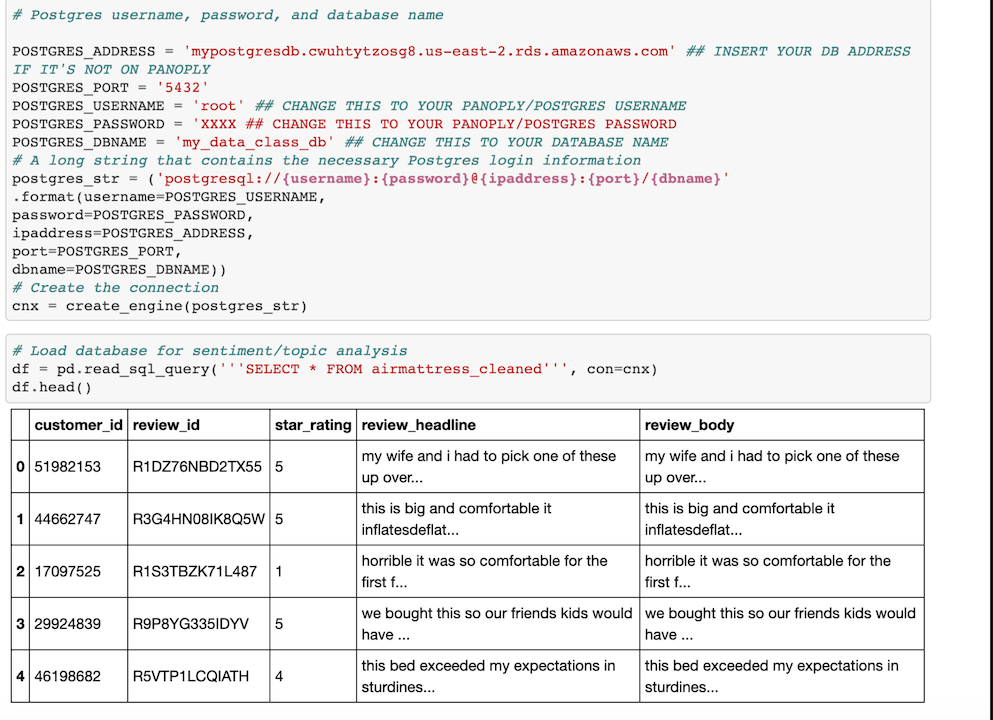 # Postgres username, password, and database name
POSTGRES_ADDRESS = 'mypostgresdb.cwuhtytzosg8.us-east-2.rds.amazonaws.com' ## INSERT YOUR DB ADDRESS
IF IT'S NOT ON PANOPLY
POSTGRES_PORT = '5432'
POSTGRES_USERNAME = 'root' ## CHANGE THIS TO YOUR PANOPLY/POSTGRES USERNAME
POSTGRES_PASSWORD = 'XXXX ## CHANGE THIS TO YOUR PANOPLY/POSTGRES PASSWORD
POSTGRES_DBNAME = 'my_data_class_db' ## CHANGE THIS TO YOUR DATABASE NAME
# A long string that contains the necessary Postgres login information
postgres_str = ('postgresql://{username}:{password}@{ipaddress}:{port}/{dbname}'
.format(username=POSTGRES_USERNAME,
password=POSTGRES_PASSWORD,
ipaddress=POSTGRES_ADDRESS,
port=POSTGRES_PORT,
dbname=POSTGRES_DBNAME))
# Create the connection
cnx = create_engine(postgres_str)
# Load database for sentiment/topic analysis
df = pd.read_sql_query('''SELECT * FROM airmattress_cleaned''', con=cnx)
df.head()
customer_id review_id star_rating review_headline review_body
0 51982153 R1DZ76NBD2TX55 5 my wife and i had to pick one of these my wife and i had to pick one of these
up over... up over...
1 44662747 R3G4HN08IK8Q5W 5 this is big and comfortable it this is big and comfortable it
inflatesdeflat... inflatesdeflat...
2 17097525 R1S3TBZK71L487 1 horrible it was so comfortable for the horrible it was so comfortable for the
first f... first f...
3 29924839 R9P8YG335IDYV 5 we bought this so our friends kids would we bought this so our friends kids would
have ... have ...
4 46198682 R5VTP1LCQIATH 4 this bed exceeded my expectations in this bed exceeded my expectations in
sturdines... sturdines...